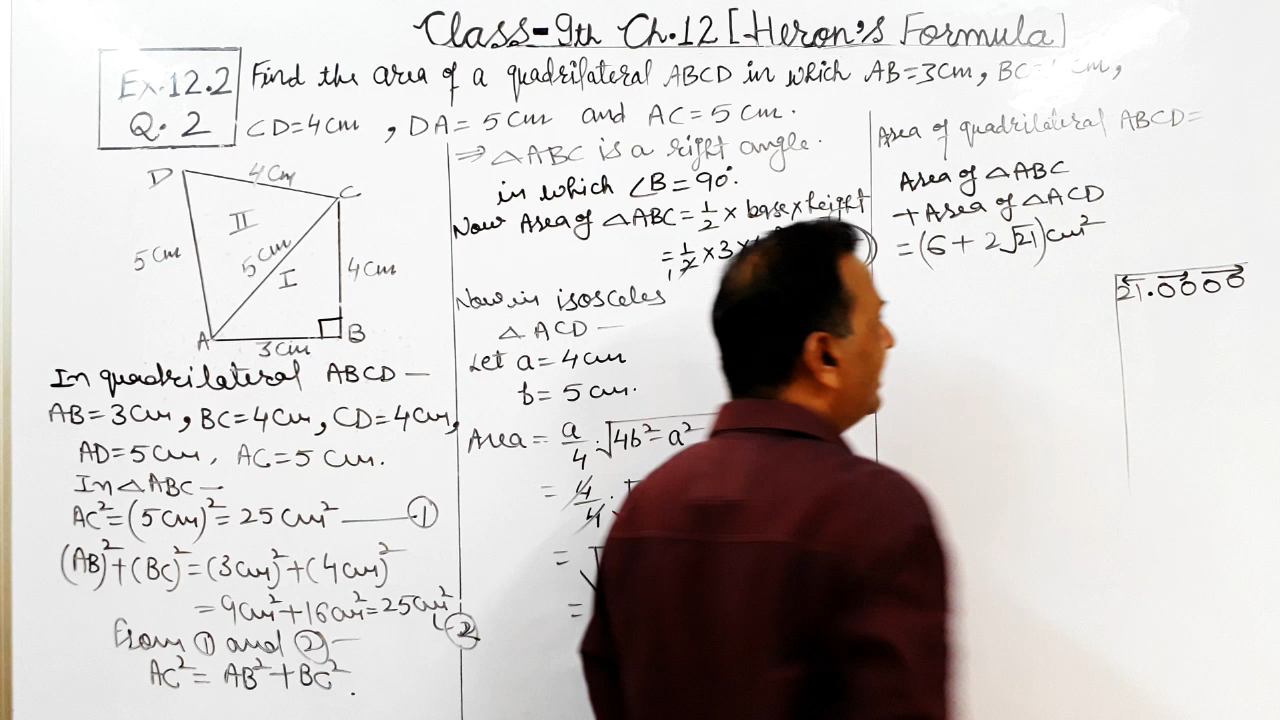 Class-9th Ch.12 [Heron's Formula]
Ex.12.2
Q.2
Find the area of a quadrilateral ABCD in which AB=3cm, BC= cm,
CD=4cm, DA=5cm and AC=5cm.
D
4cm
C
II
5cm
5cm
I
4cm
A
3cm
B
In quadrilateral ABCD—
AB=3cm, BC=4cm, CD=4cm,
AD=5cm, AC=5cm.
In △ABC—
AC²=(5cm)²=25cm² —— ①
(AB)²+(BC)²=(3cm)²+(4cm)²
=9cm²+16cm²=25cm²
②
From ① and ②—
AC²=AB²+BC².
⇒ △ABC is a right angle.
in which ∠B=90°.
Now Area of △ABC=½×base×height
=½×3×
Now in isosceles
△ACD—
Let a=4cm
b=5cm.
Area=a/4.√4b²-a²
=4/4.√
=√
=
Area of quadrilateral ABCD=
Area of △ABC
+Area of △ACD
=(6+2√21)cm²
21.0000